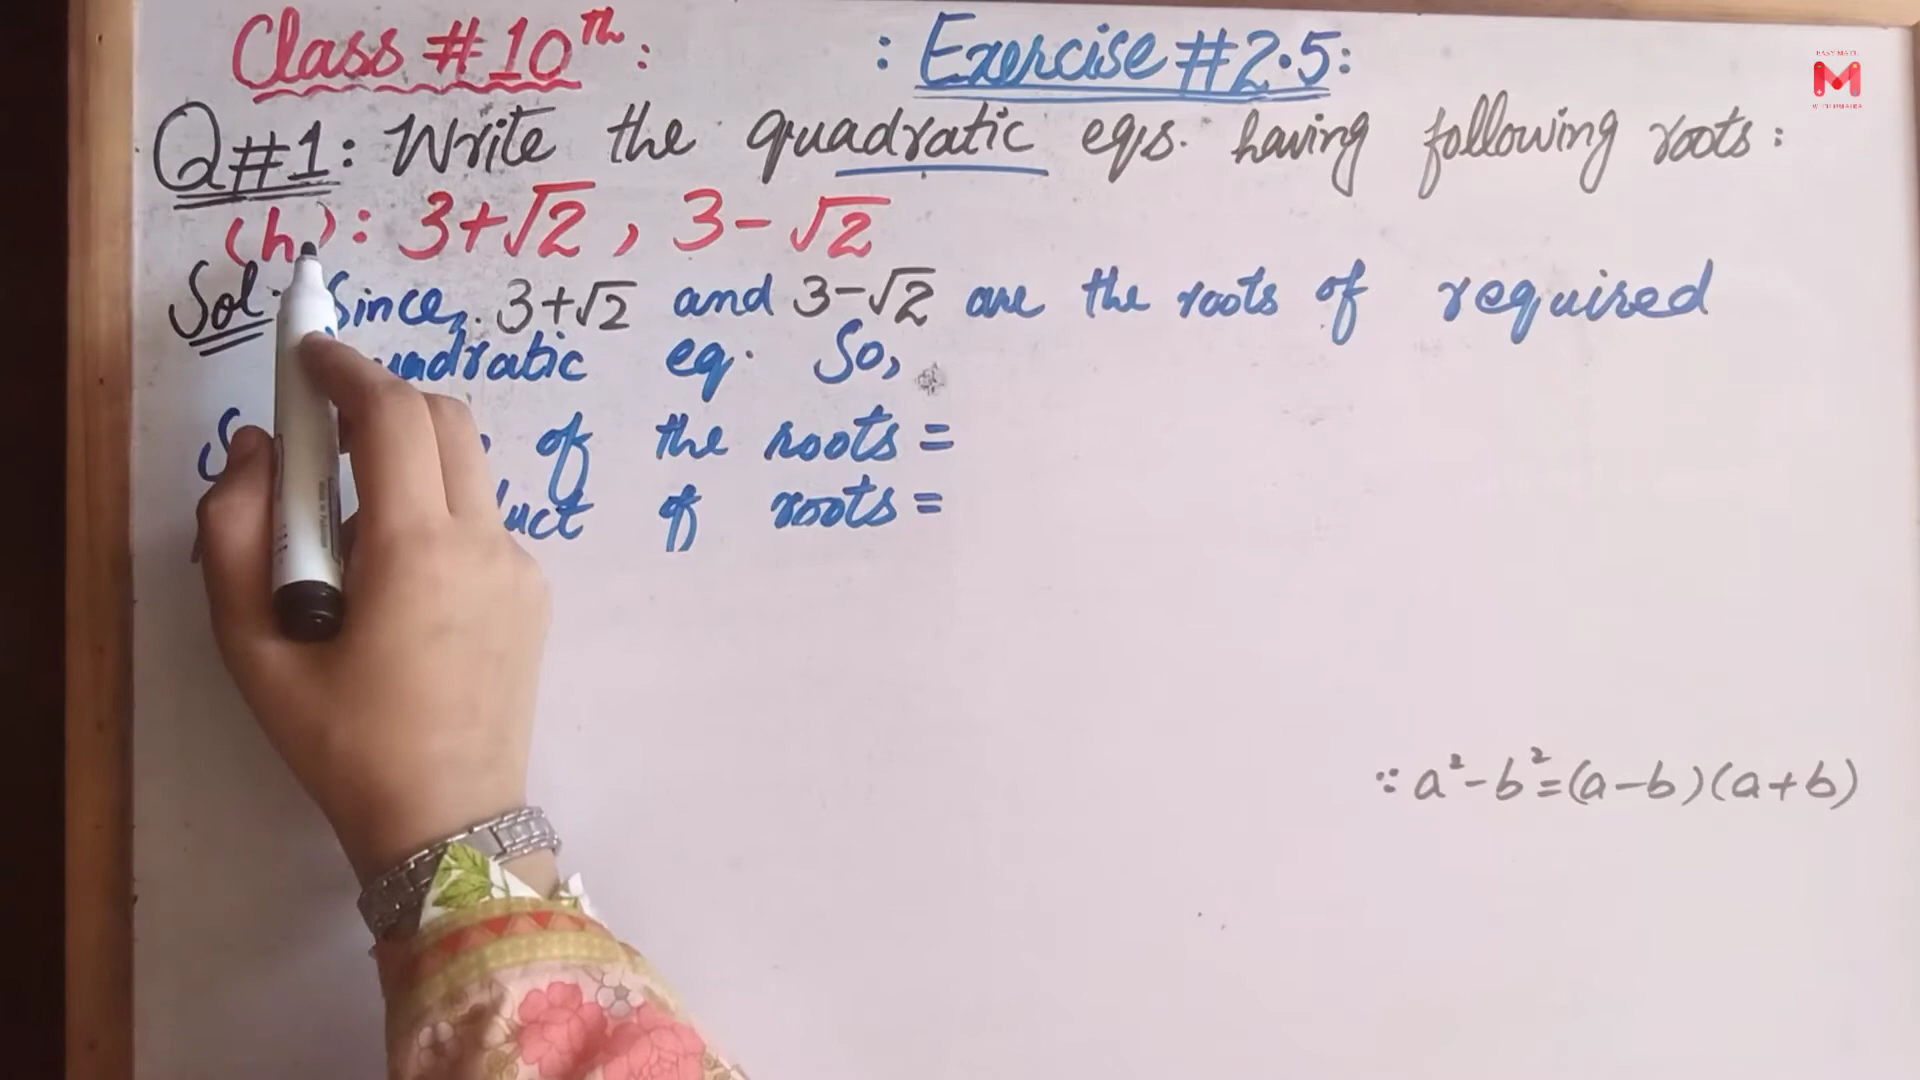 Class # 10th :
: Exercise # 2.5 :
Q#1: Write the quadratic eqs. having following roots :
(h) : 3+√2 , 3-√2
Sol: Since, 3+√2 and 3-√2 are the roots of required
eq. So,
of the roots =
of roots =
∵ a²-b²=(a-b)(a+b)
M